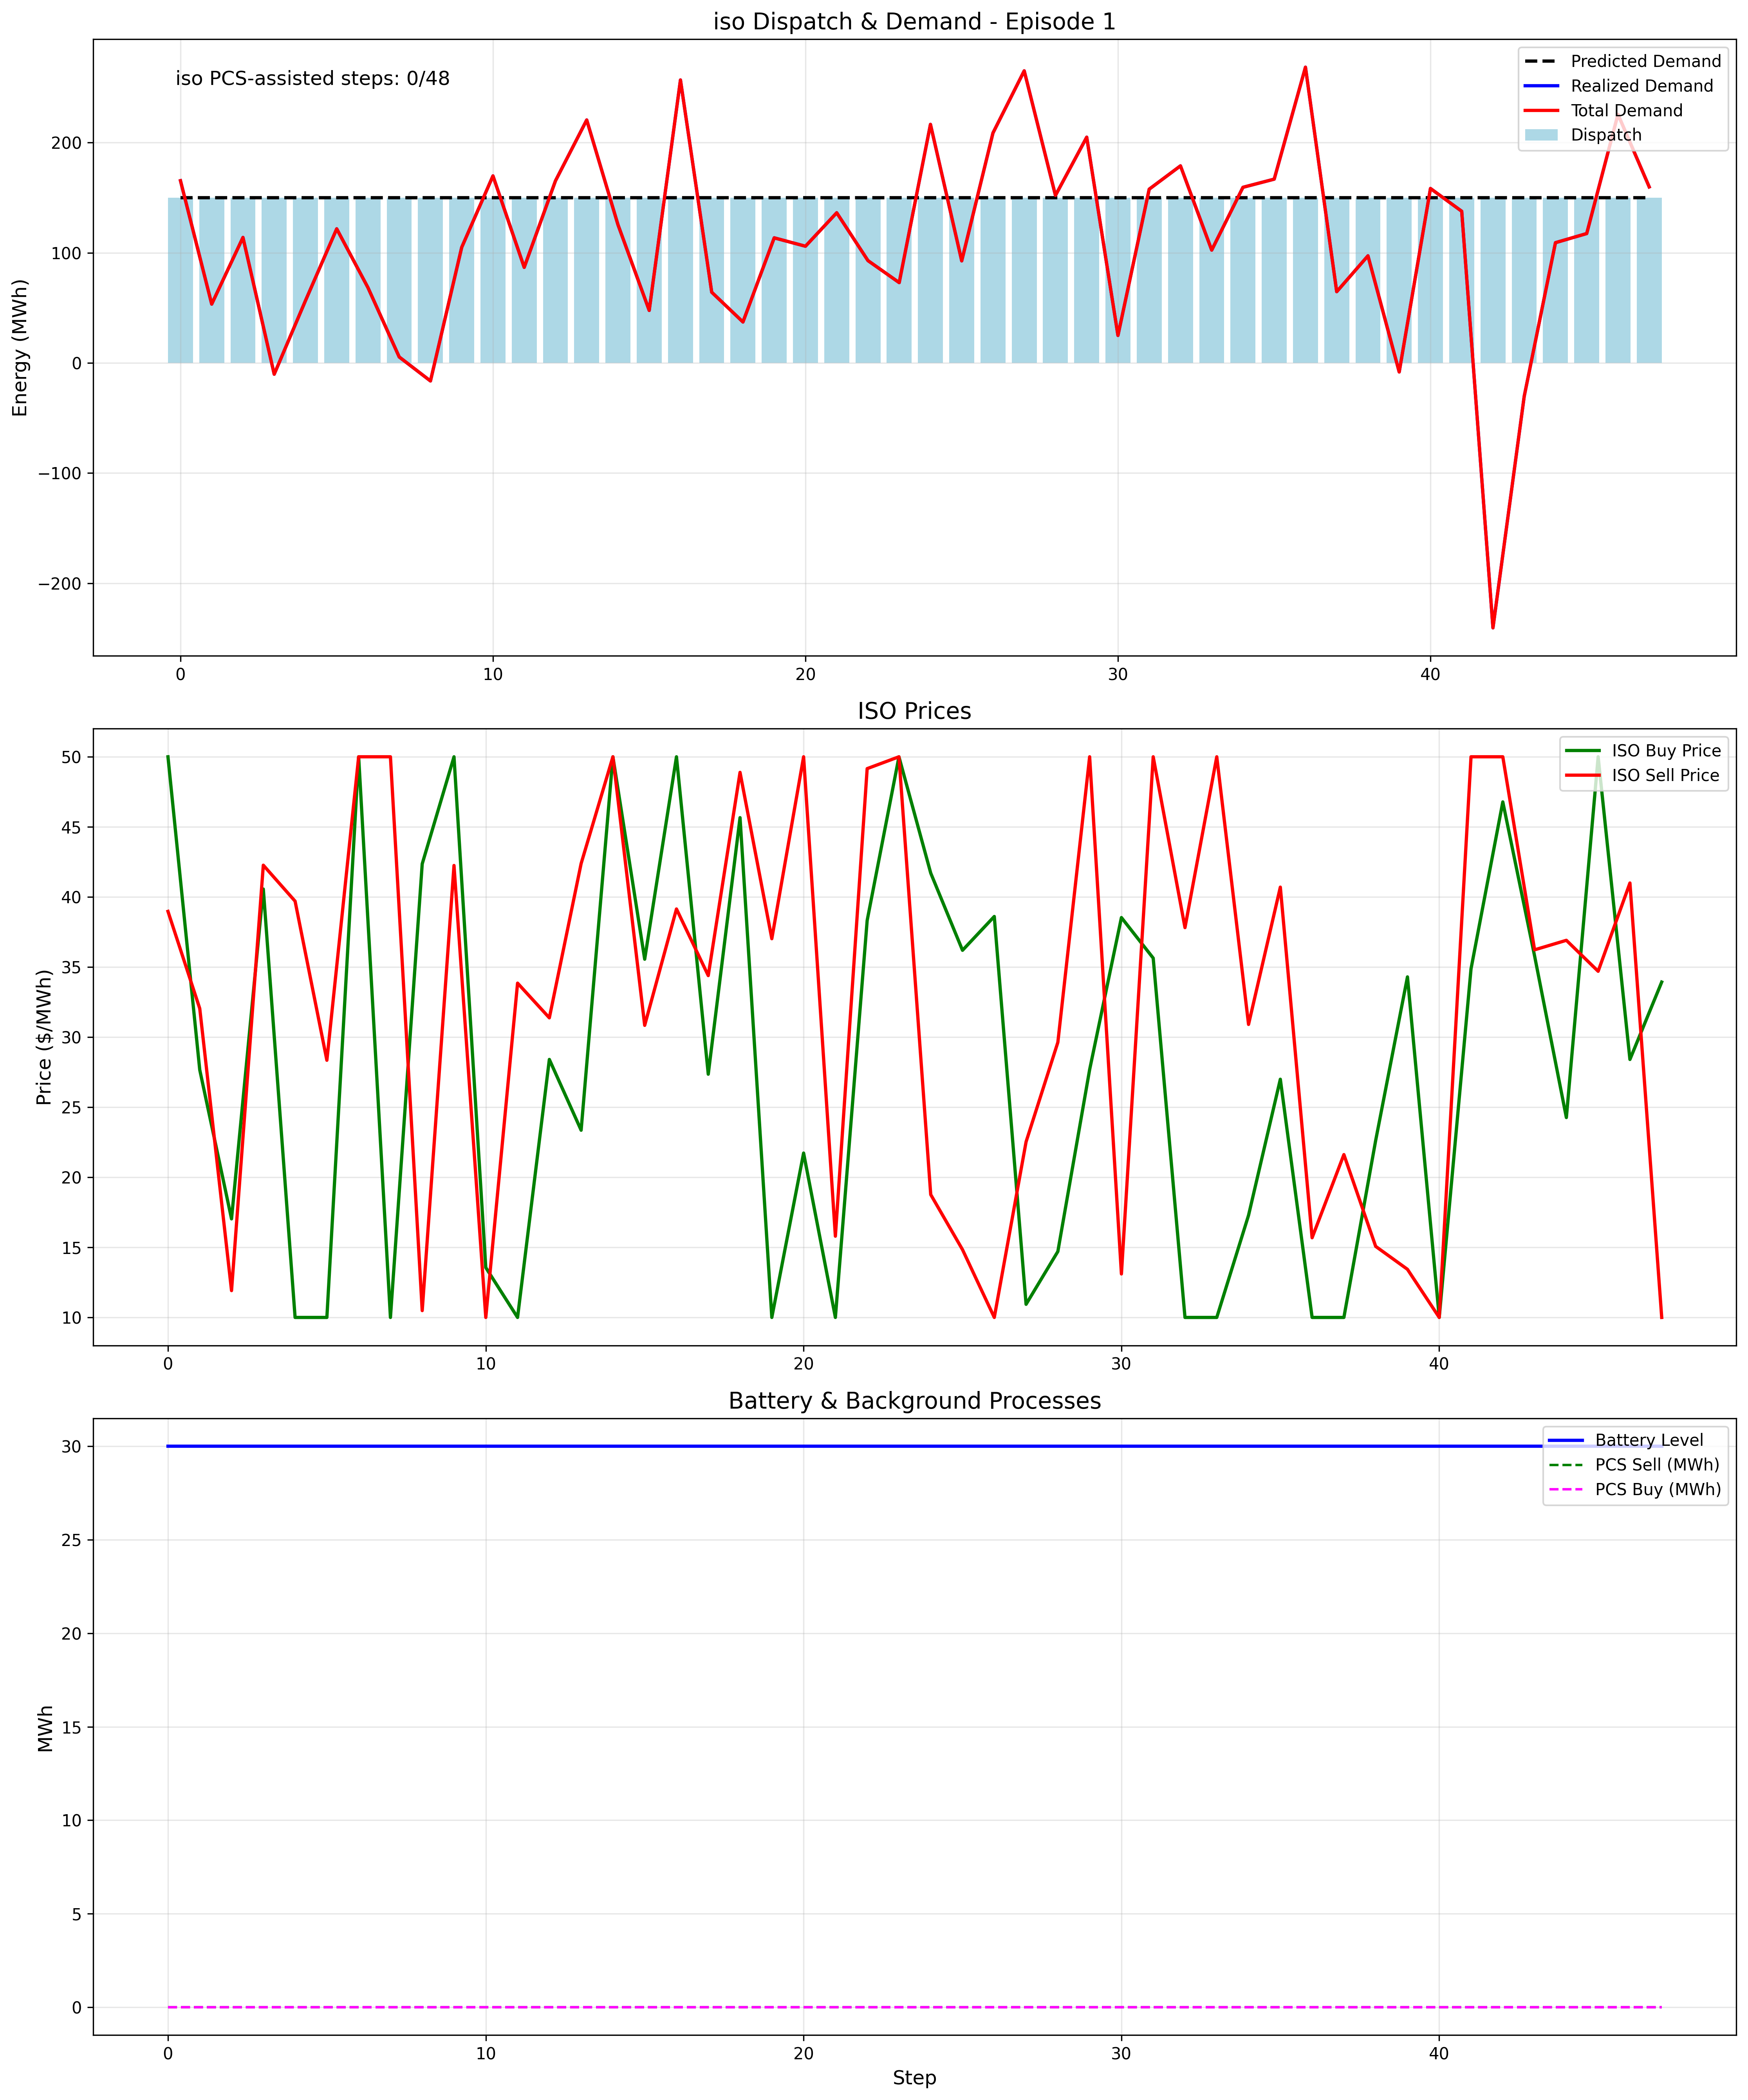 iso Dispatch & Demand - Episode 1
iso PCS-assisted steps: 0/48
Predicted Demand
Realized Demand
Total Demand
Dispatch
Energy (MWh)
200
100
0
−100
−200
0 10 20 30 40
ISO Prices
ISO Buy Price
ISO Sell Price
Price ($/MWh)
50
45
40
35
30
25
20
15
10
0 10 20 30 40
Battery & Background Processes
Battery Level
PCS Sell (MWh)
PCS Buy (MWh)
MWh
30
25
20
15
10
5
0
0 10 20 30 40
Step